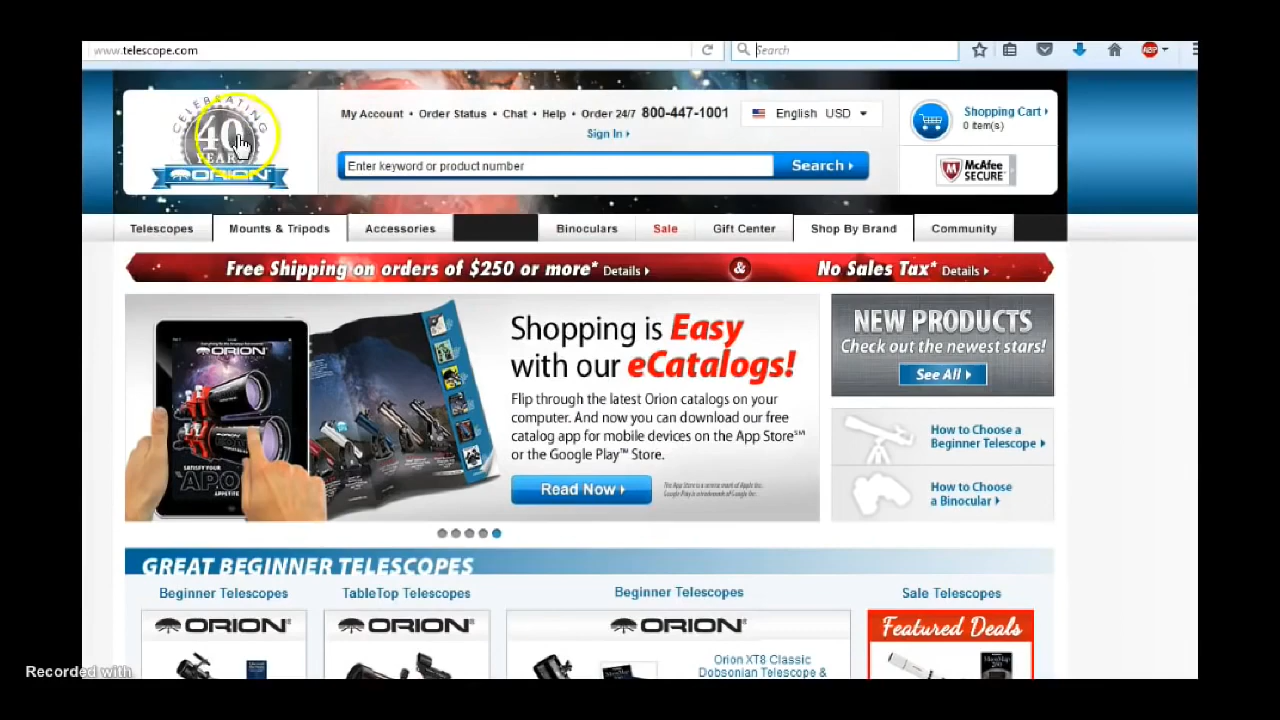 www.telescope.com
Search
ABP
CELEBRATING
40
YEARS
ORION
My Account • Order Status • Chat • Help • Order 24/7 800-447-1001
Sign In
English USD
Shopping Cart
0 item(s)
Enter keyword or product number
Search
McAfee
SECURE
Telescopes
Mounts & Tripods
Accessories
Binoculars
Sale
Gift Center
Shop By Brand
Community
Free Shipping on orders of $250 or more* Details
&
No Sales Tax* Details
Shopping is Easy
with our eCatalogs!
Flip through the latest Orion catalogs on your
computer. And now you can download our free
catalog app for mobile devices on the App Store℠
or the Google Play™ Store.
Read Now
ORION
SATISFY YOUR
APO
APPETITE
NEW PRODUCTS
Check out the newest stars!
See All
How to Choose a
Beginner Telescope
How to Choose
a Binocular
GREAT BEGINNER TELESCOPES
Beginner Telescopes
TableTop Telescopes
Beginner Telescopes
Sale Telescopes
ORION
ORION
ORION
Featured Deals
Orion XT8 Classic
Dobsonian Telescope &
Recorded with